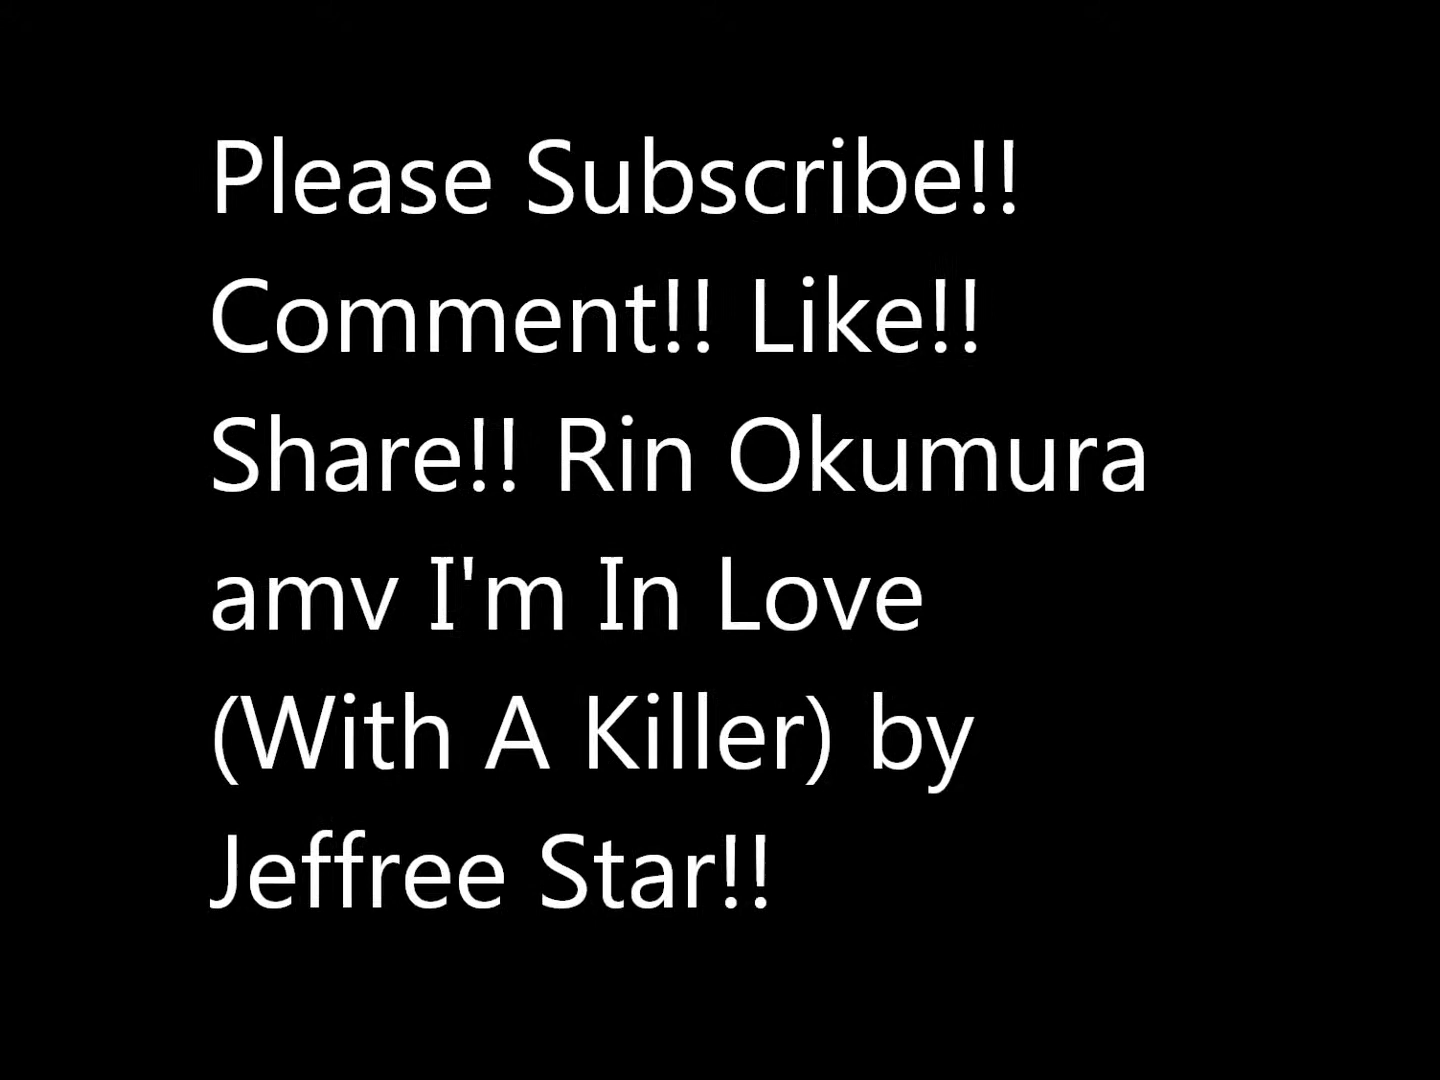 Please Subscribe!!
Comment!! Like!!
Share!! Rin Okumura
amv I'm In Love
(With A Killer) by
Jeffree Star!!